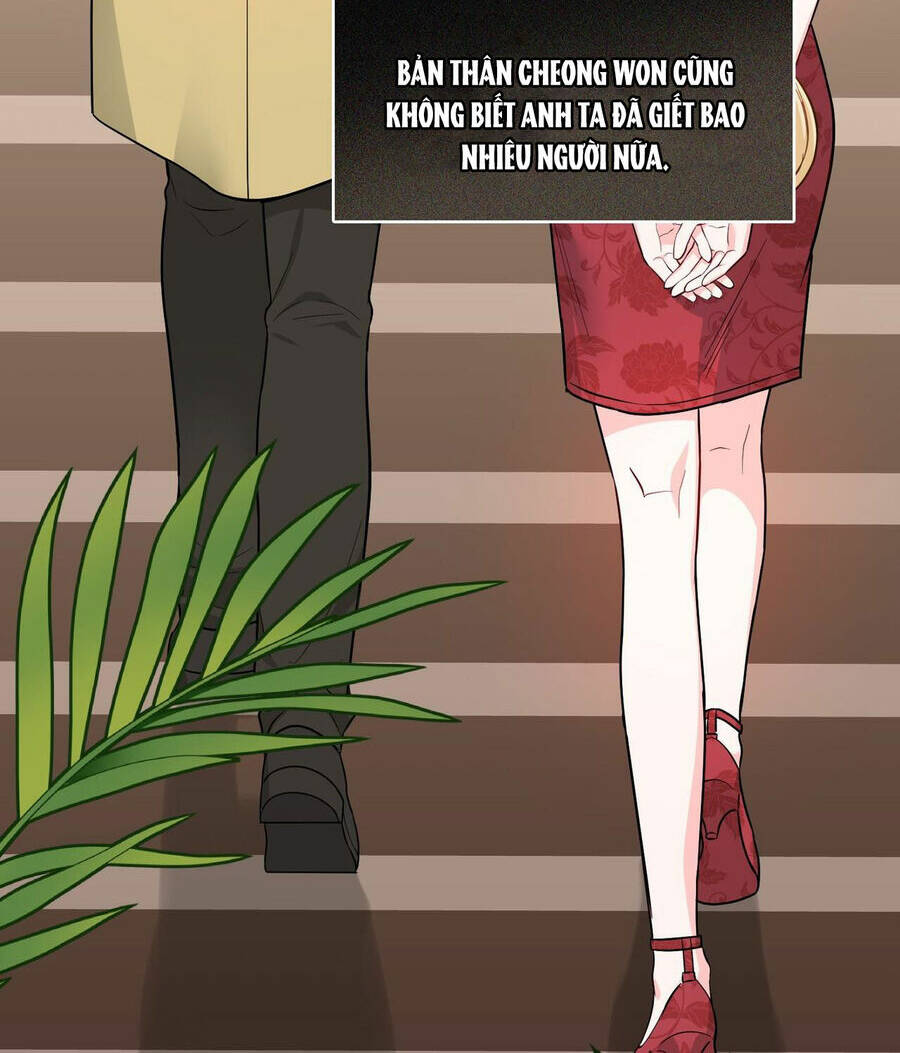 BẢN THÂN CHEONG WON CŨNG
KHÔNG BIẾT ANH TA ĐÃ GIẾT BAO
NHIÊU NGƯỜI NỮA.